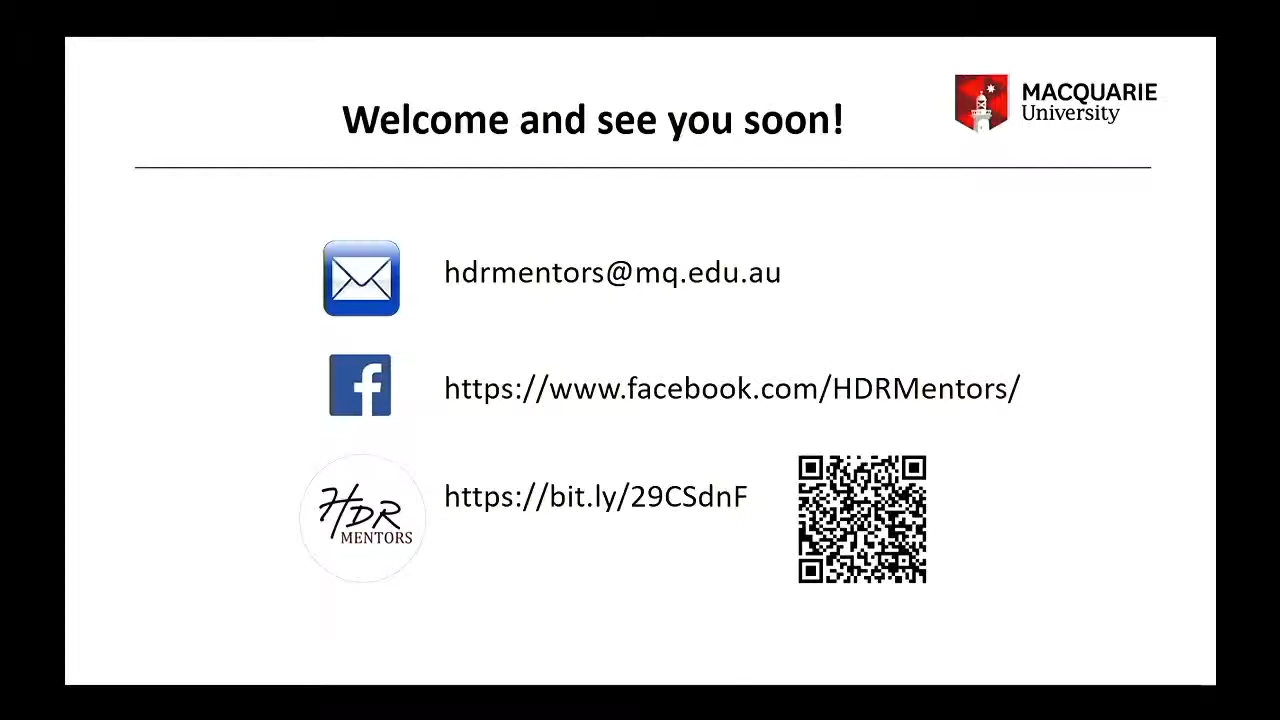 Welcome and see you soon!
MACQUARIE
University
hdrmentors@mq.edu.au
https://www.facebook.com/HDRMentors/
https://bit.ly/29CSdnF
HDR
MENTORS